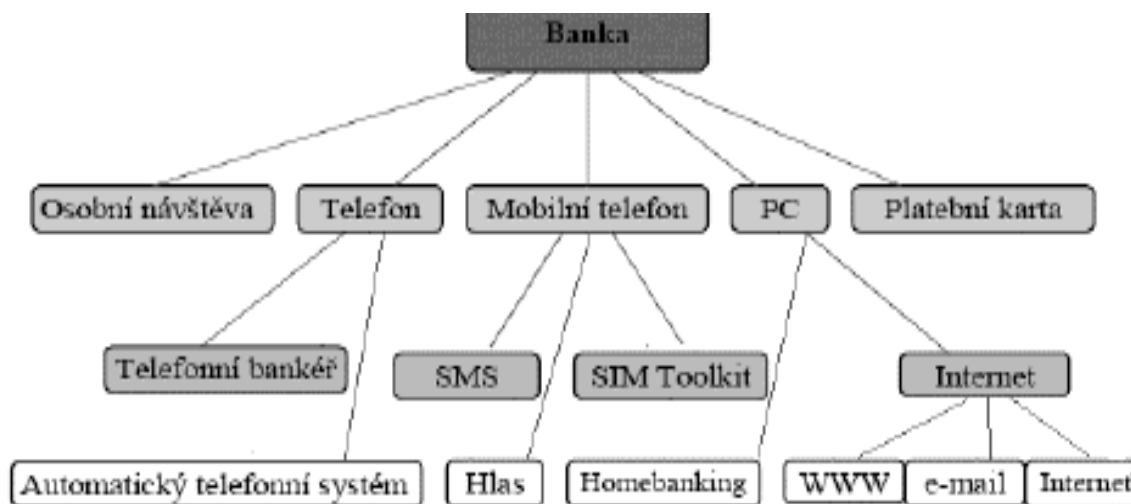 Banka
Osobní návštěva
Telefon
Mobilní telefon
PC
Platební karta
Telefonní bankéř
SMS
SIM Toolkit
Internet
Automatický telefonní systém
Hlas
Homebanking
WWW
e-mail
Internet